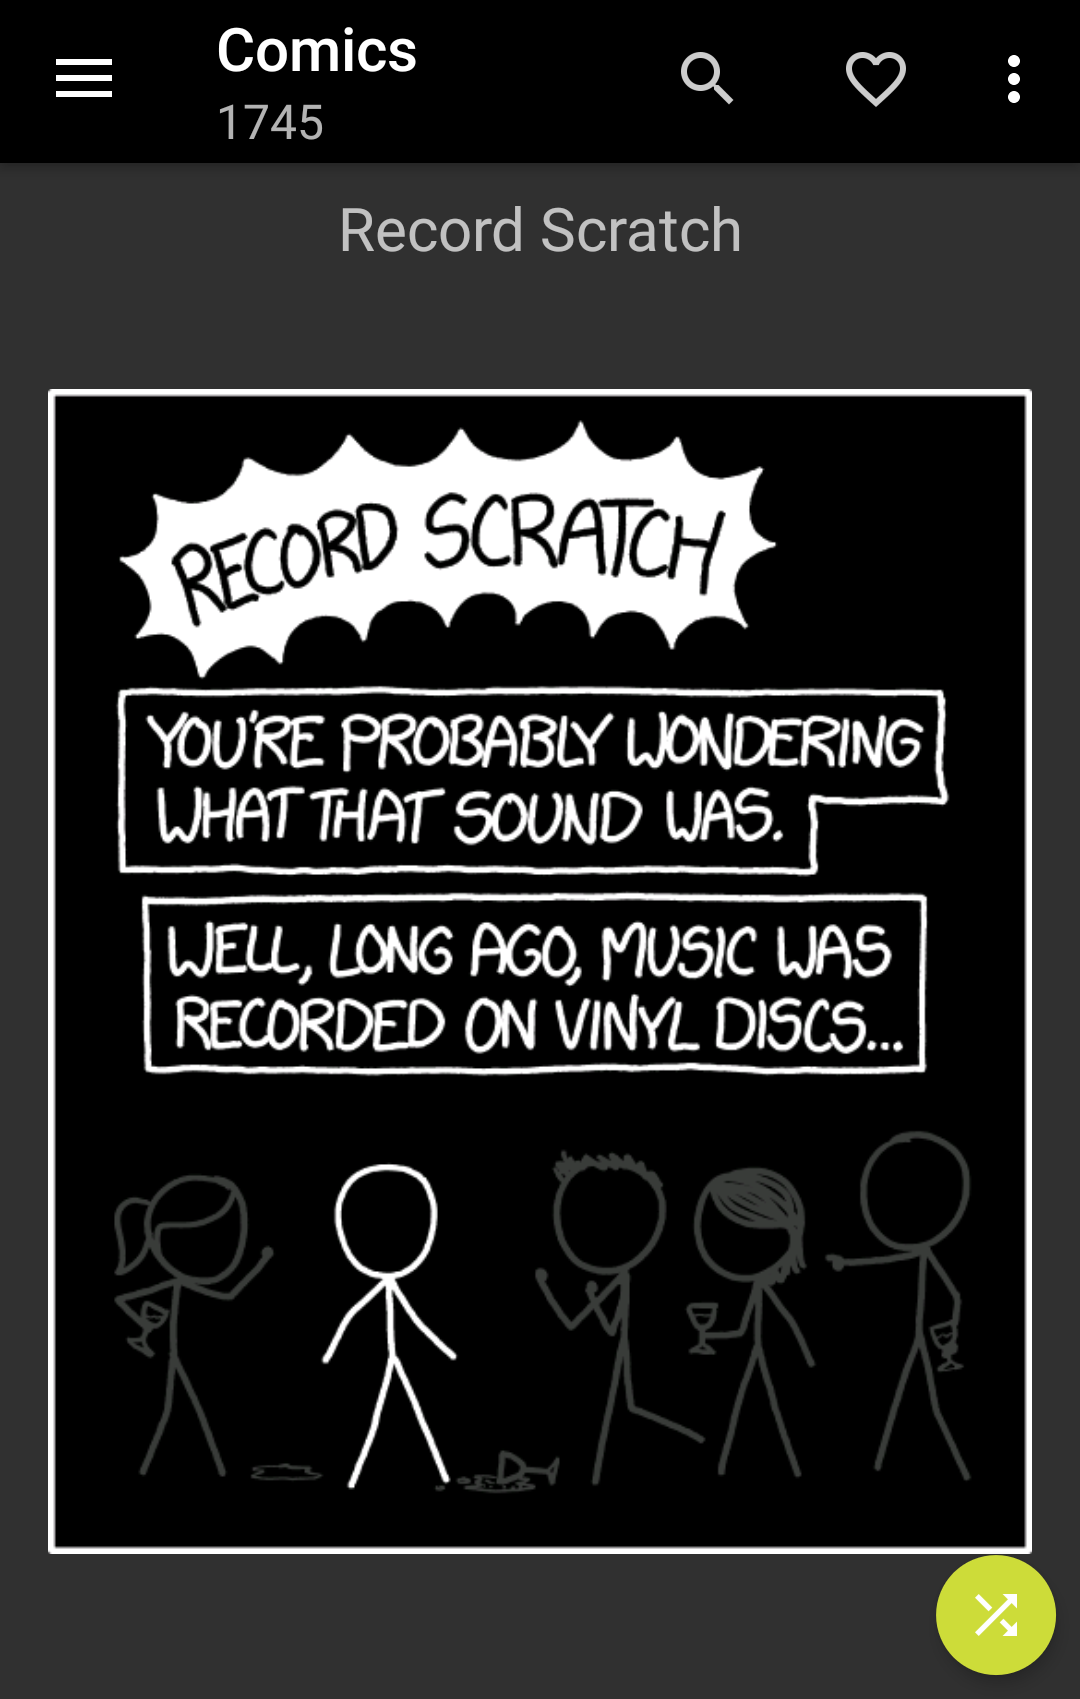 Comics
1745
Record Scratch
RECORD SCRATCH
YOU'RE PROBABLY WONDERING
WHAT THAT SOUND WAS.
WELL, LONG AGO, MUSIC WAS
RECORDED ON VINYL DISCS...